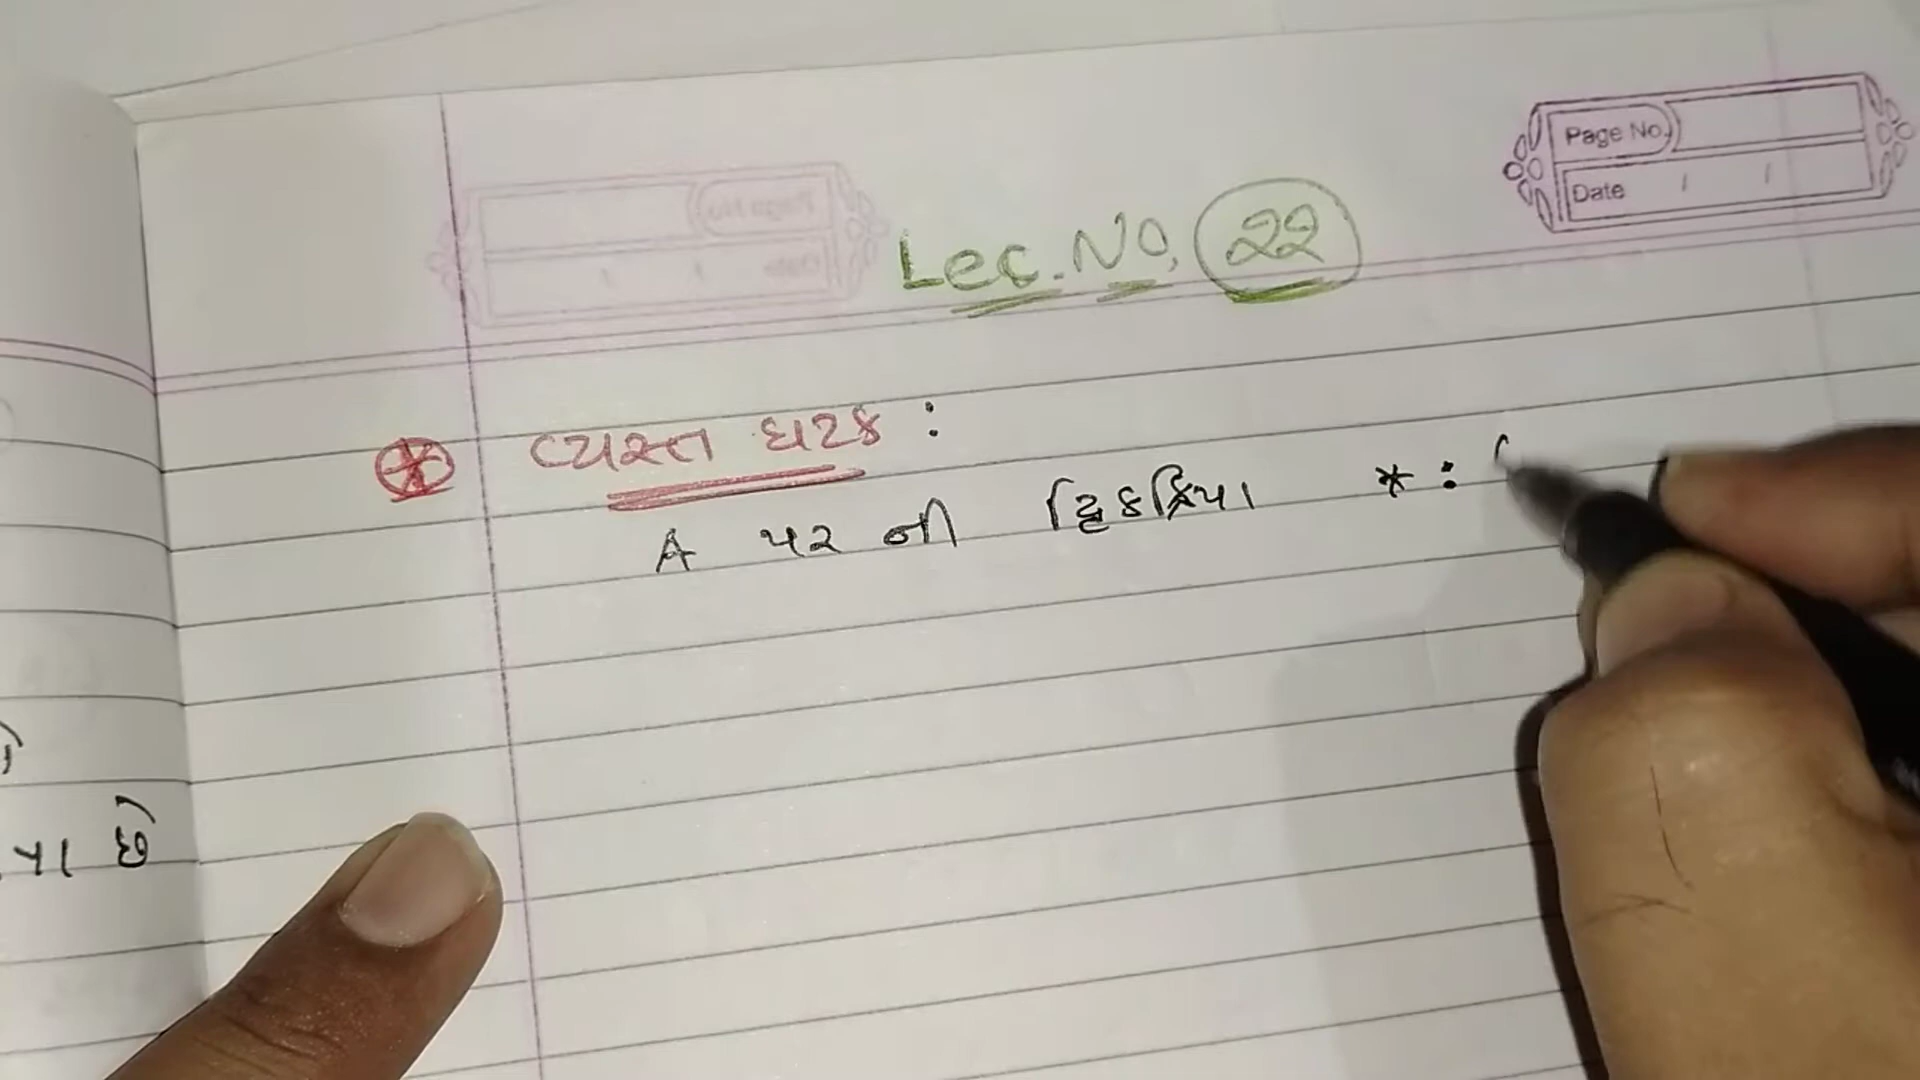 Page No.
Date
Lec. No. 22
* વ્યસ્ત ઘટક :
A પર ની દ્વિક્ક્રિયા * : (